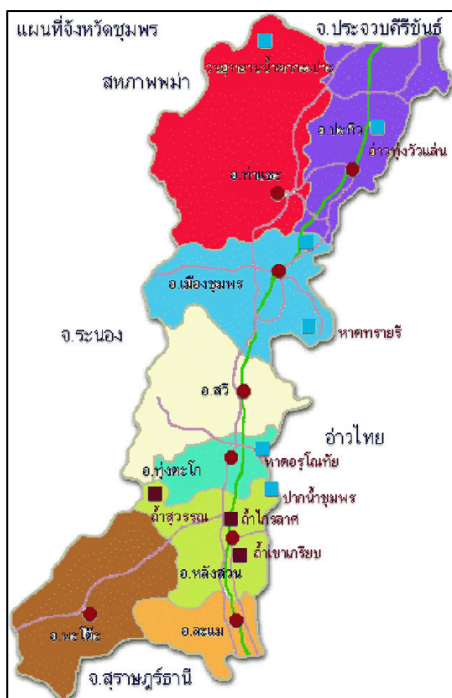 แผนที่จังหวัดชุมพร
จ.ประจวบคีรีขันธ์
สหภาพพม่า
อ.ปะทิว
อ่าวทุ่งวัวแล่น
อ.ท่าแซะ
อ.เมืองชุมพร
จ.ระนอง
หาดทรายรี
อ.สวี
อ่าวไทย
หาดอรุโณทัย
อ.ทุ่งตะโก
ปากน้ำชุมพร
ถ้ำสุวรรณ
ถ้ำไกรลาศ
ถ้ำเขาเกรียบ
อ.หลังสวน
อ.พะโต๊ะ
อ.ละแม
จ.สุราษฎร์ธานี